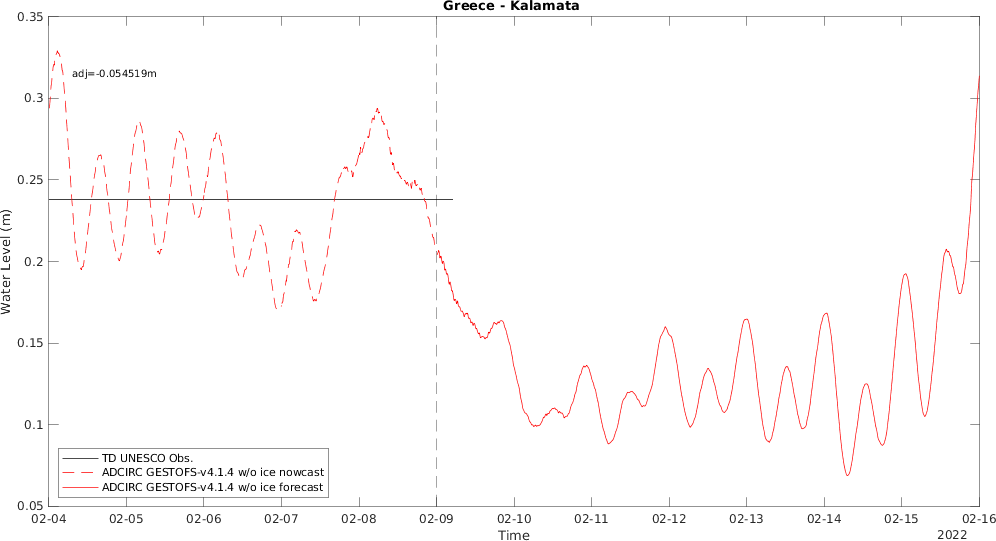 Greece - Kalamata
0.35
0.3
0.25
0.2
0.15
0.1
0.05
Water Level (m)
adj=-0.054519m
TD UNESCO Obs.
ADCIRC GESTOFS-v4.1.4 w/o ice nowcast
ADCIRC GESTOFS-v4.1.4 w/o ice forecast
02-04 02-05 02-06 02-07 02-08 02-09 02-10 02-11 02-12 02-13 02-14 02-15 02-16
Time
2022